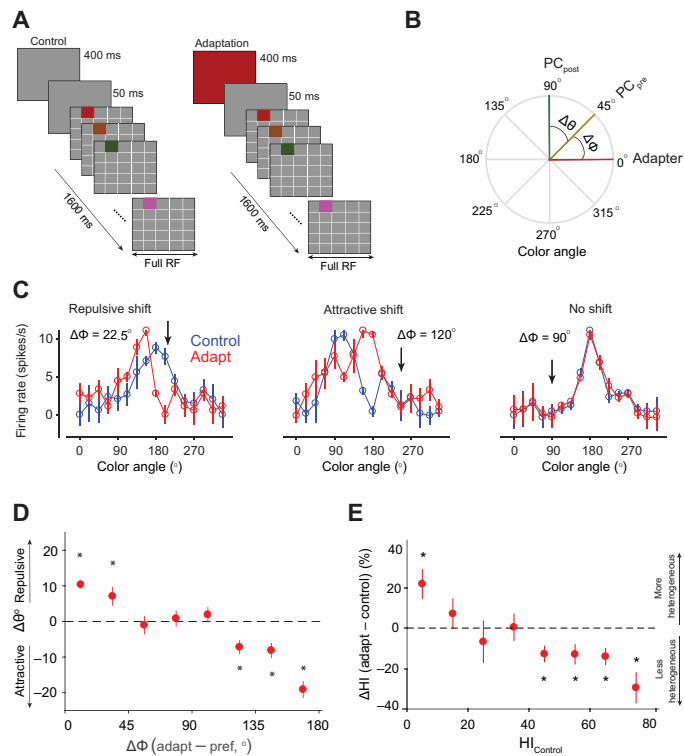 A
Control
400 ms
50 ms
1600 ms
Full RF
Adaptation
400 ms
50 ms
1600 ms
Full RF
B
PCpost
90°
PCpre
45°
135°
Δθ
ΔΦ
180°
0° Adapter
225°
315°
270°
Color angle
C
Repulsive shift
Attractive shift
No shift
Firing rate (spikes/s)
10
5
0
ΔΦ = 22.5°
Control
Adapt
ΔΦ = 120°
ΔΦ = 90°
0 90 180 270
0 90 180 270
0 90 180 270
Color angle (°)
Color angle (°)
Color angle (°)
D
Repulsive
Δθ°
Attractive
20
10
0
−10
−20
* *
* * *
0 45 90 145 180
ΔΦ (adapt – pref, °)
E
ΔHI (adapt – control) (%)
40
20
0
−20
−40
*
* * * *
0 20 40 60 80
HIControl
More
heterogeneous
Less
heterogeneous